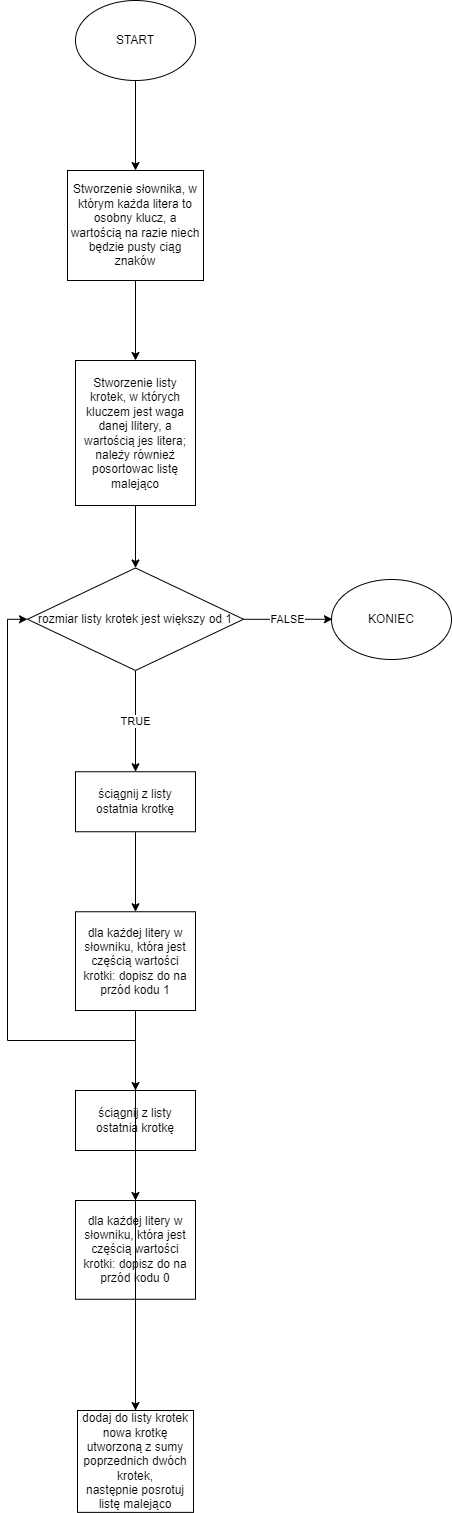 START
Stworzenie słownika, w
którym każda litera to
osobny klucz, a
wartością na razie niech
będzie pusty ciąg
znaków
Stworzenie listy
krotek, w których
kluczem jest waga
danej llitery, a
wartością jes litera;
należy również
posortowac listę
malejąco
rozmiar listy krotek jest większy od 1
FALSE
KONIEC
TRUE
ściągnij z listy
ostatnia krotkę
dla każdej litery w
słowniku, która jest
częścią wartości
krotki: dopisz do na
przód kodu 1
ściągnij z listy
ostatnia krotkę
dla każdej litery w
słowniku, która jest
częścią wartości
krotki: dopisz do na
przód kodu 0
dodaj do listy krotek
nowa krotkę
utworzoną z sumy
poprzednich dwóch
krotek,
następnie posrotuj
listę malejąco